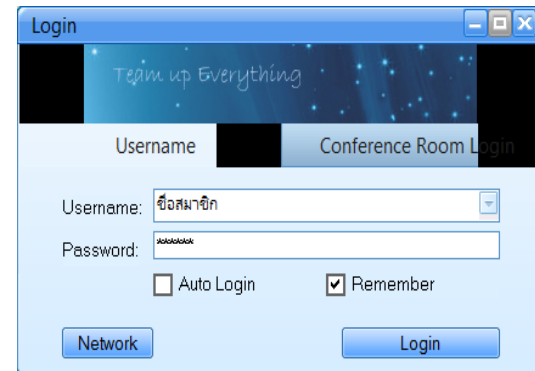 Login
Team up Everything
Username Conference Room Login
Username: ชื่อสมาชิก
Password: *******
Auto Login Remember
Network Login